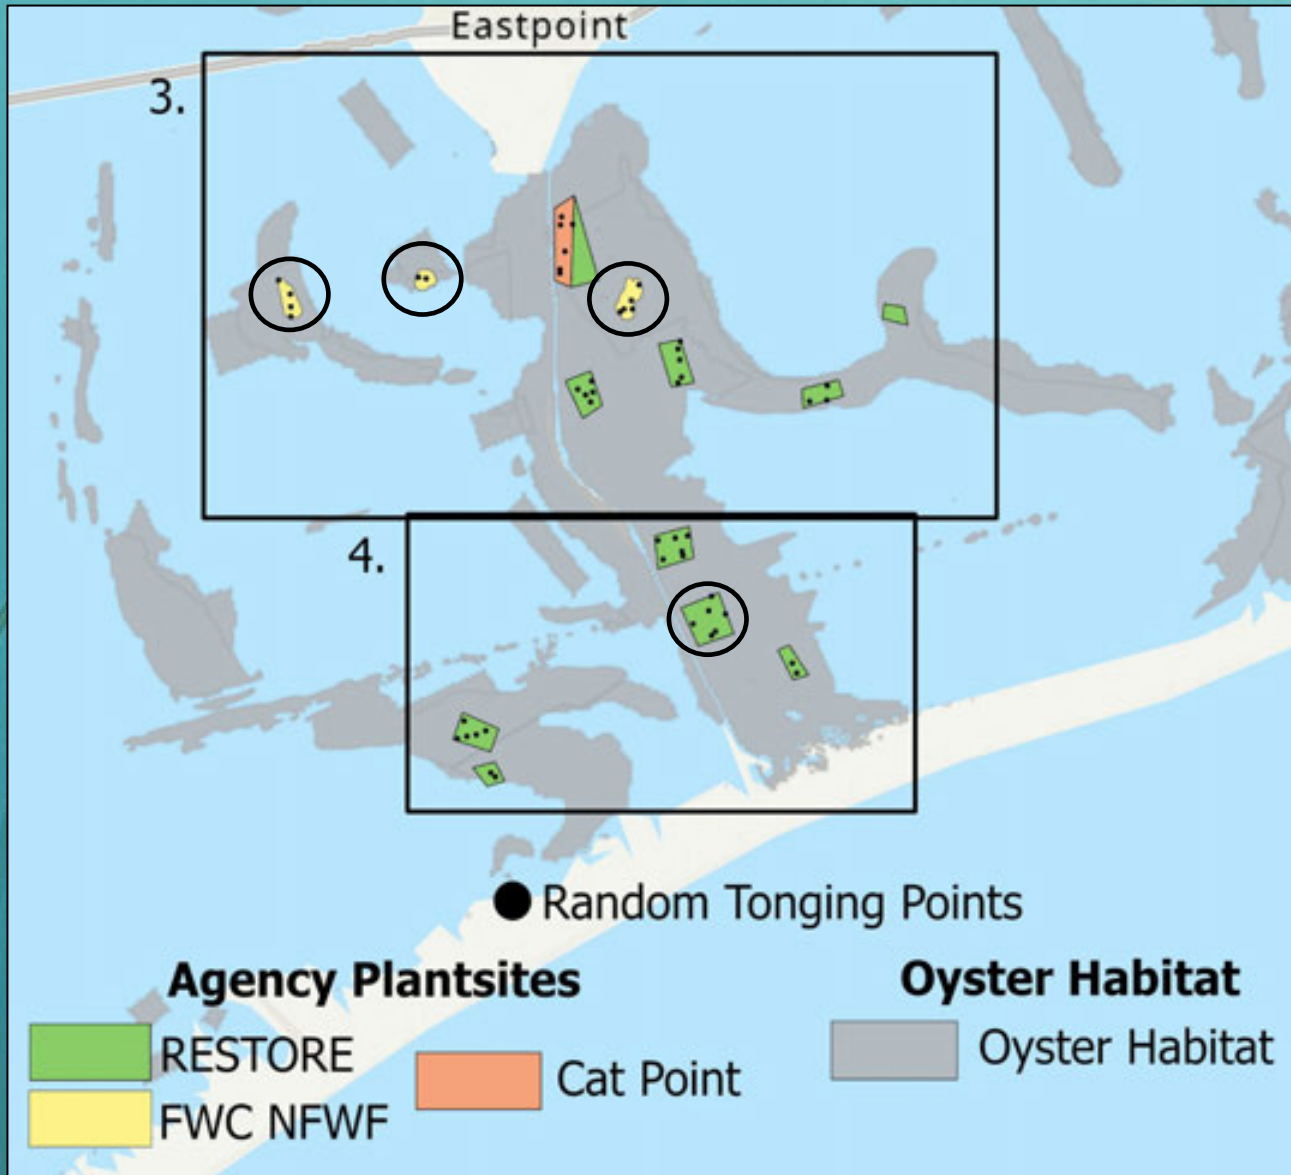 Eastpoint
3.
4.
Random Tonging Points
Agency Plantsites
Oyster Habitat
RESTORE
Cat Point
Oyster Habitat
FWC NFWF